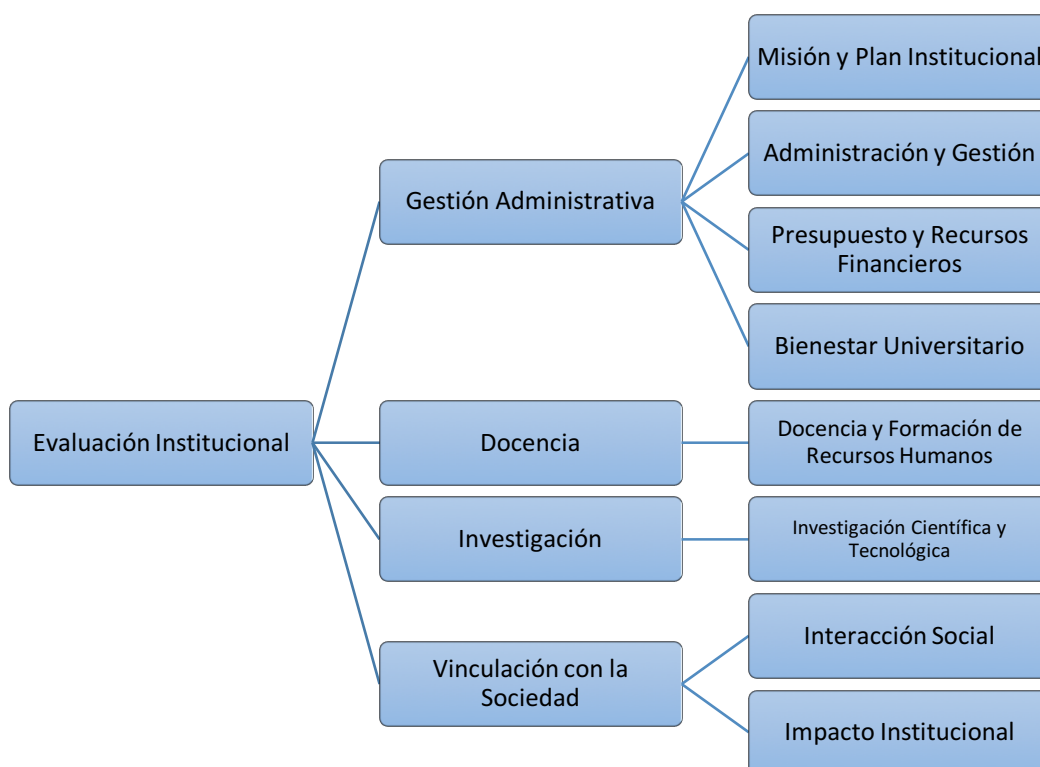 Evaluación Institucional
Gestión Administrativa
Misión y Plan Institucional
Administración y Gestión
Presupuesto y Recursos
Financieros
Bienestar Universitario
Docencia
Docencia y Formación de
Recursos Humanos
Investigación
Investigación Científica y
Tecnológica
Vinculación con la
Sociedad
Interacción Social
Impacto Institucional